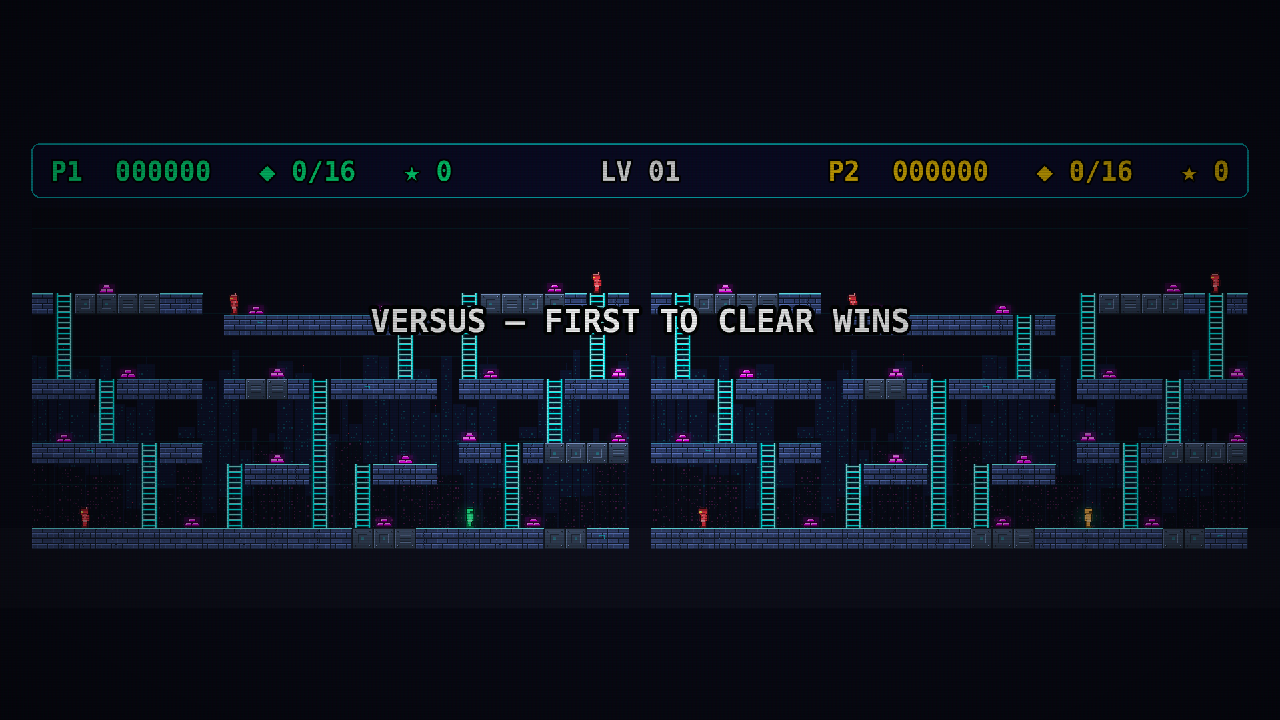 P1 000000 ◆ 0/16 ★ 0 LV 01 P2 000000 ◆ 0/16 ★ 0
VERSUS — FIRST TO CLEAR WINS